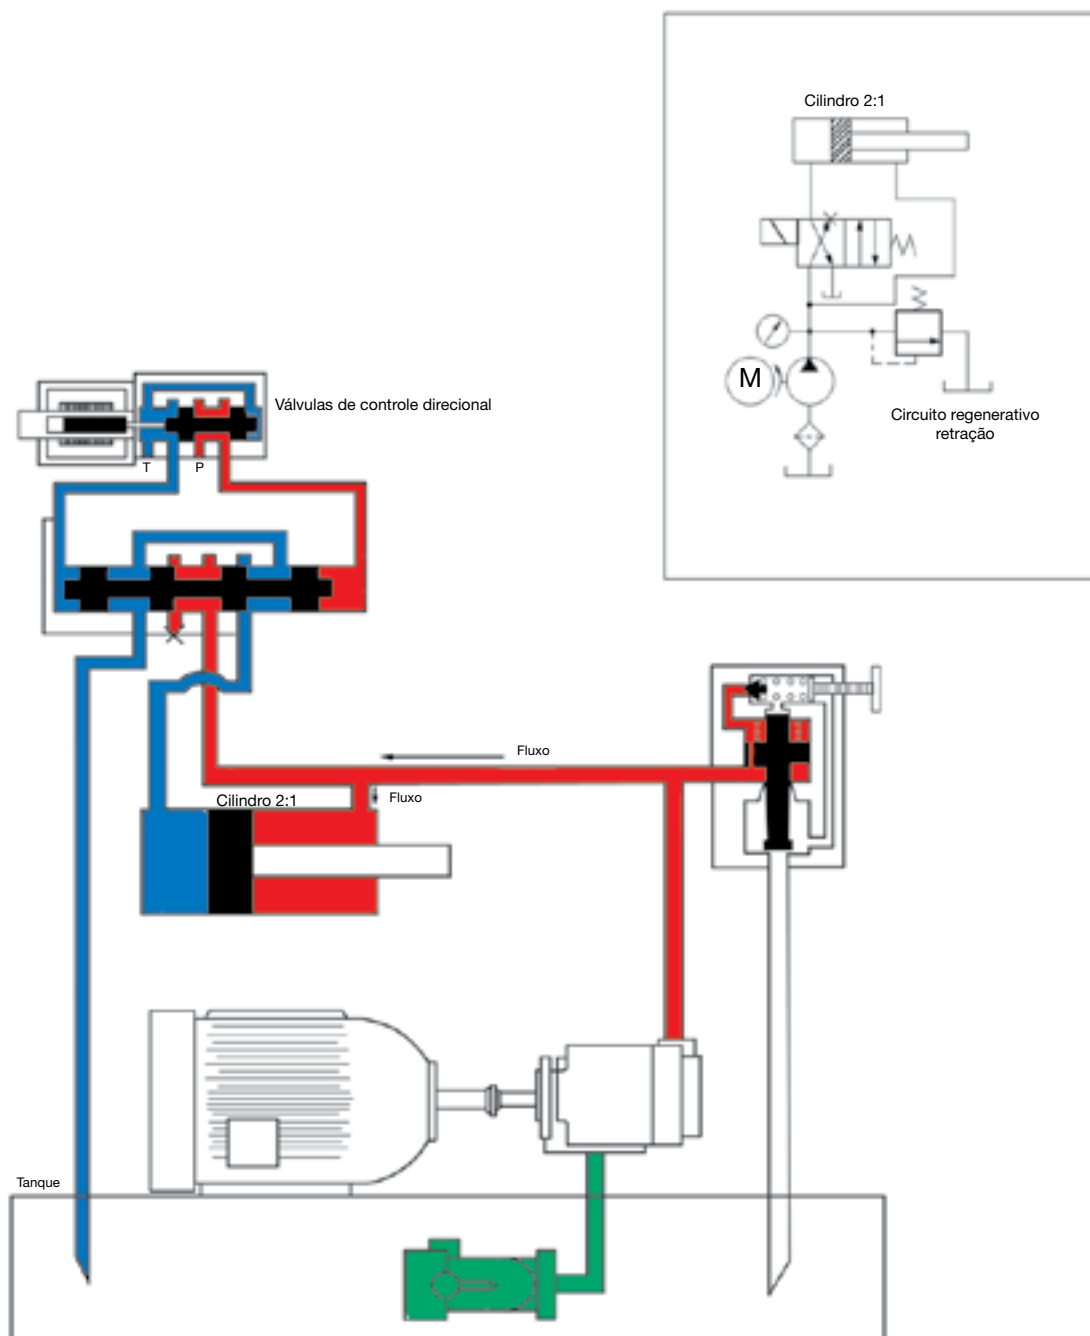 Cilindro 2:1
M
Circuito regenerativo
retração
Válvulas de controle direcional
T
P
Fluxo
Fluxo
Cilindro 2:1
Tanque